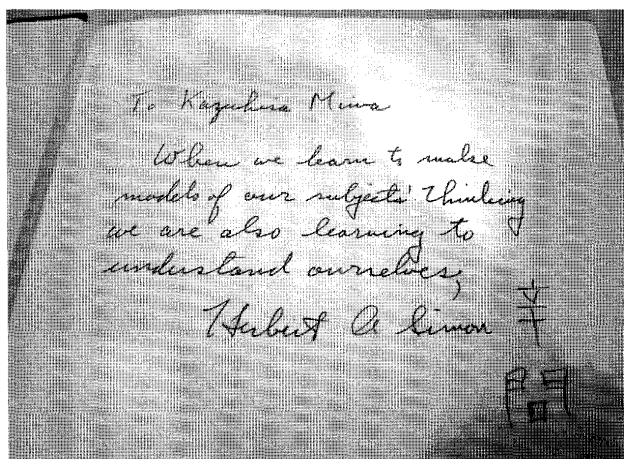 To Kazuhisa Miwa
When we learn to make
models of our subjects' thinking
we are also learning to
understand ourselves,
Herbert A Simon
問